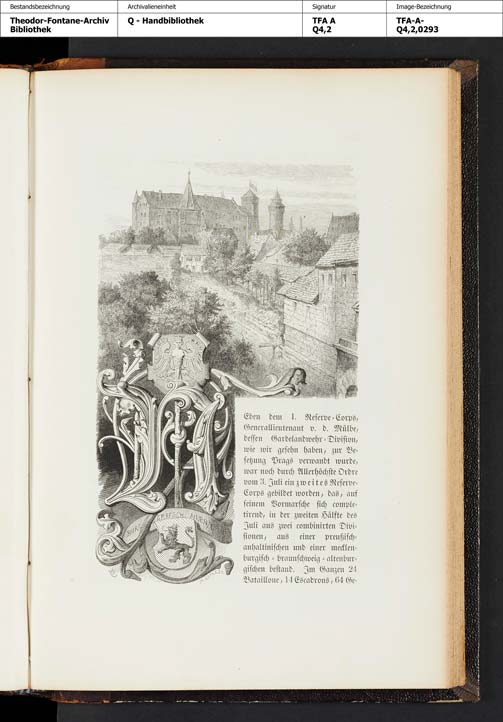 Bestandsbezeichnung
Archivalieneinheit
Signatur
Image-Bezeichnung
Theodor-Fontane-Archiv
Bibliothek
Q - Handbibliothek
TFA A
Q4,2
TFA-A-
Q4,2,0293
Eben dem 1. Reserve-Corps,
Generallieutenant v. d. Mülbe,
dessen Gardelandwehr-Division,
wie wir gesehn haben, zur Be-
setzung Prags verwandt wurde,
war noch durch Allerhöchste Ordre
vom 3. Juli ein zweites Reserve-
Corps gebildet worden, das, auf
seinem Vormarsche sich comple-
tirend, in der zweiten Hälfte des
Juli aus zwei combinirten Divi-
sionen, aus einer preußisch-
anhaltinischen und einer mecklen-
burgisch-braunschweig-altenbur-
gischen bestand. Im Ganzen 21
Bataillone, 14 Escadrons, 64 Ge-